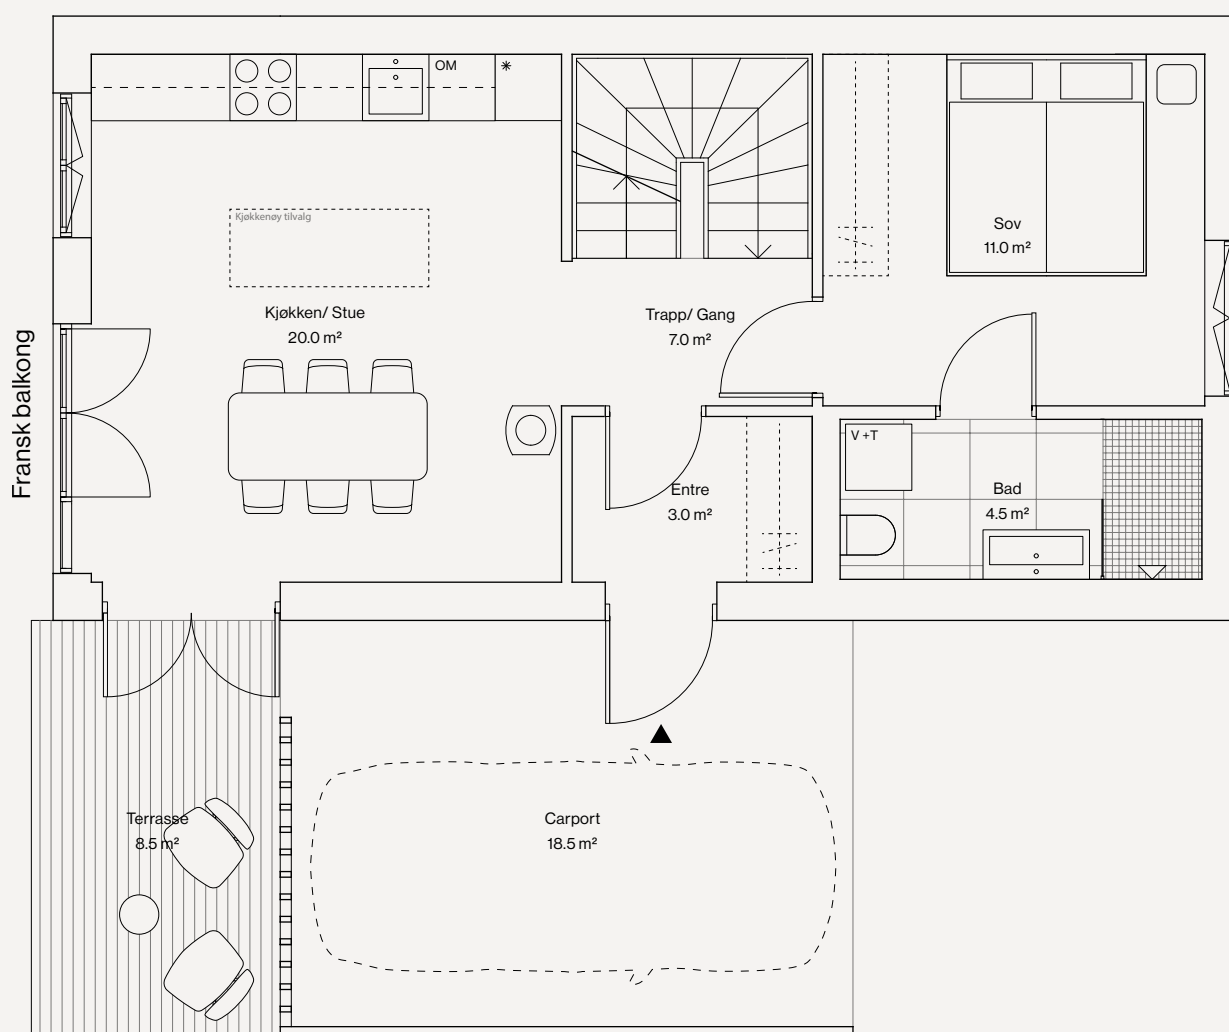 OM
*
Kjøkkenøy tilvalg
Sov
11.0 m²
Kjøkken/ Stue
20.0 m²
Trapp/ Gang
7.0 m²
Fransk balkong
V+T
Entre
3.0 m²
Bad
4.5 m²
Terrasse
8.5 m²
Carport
18.5 m²